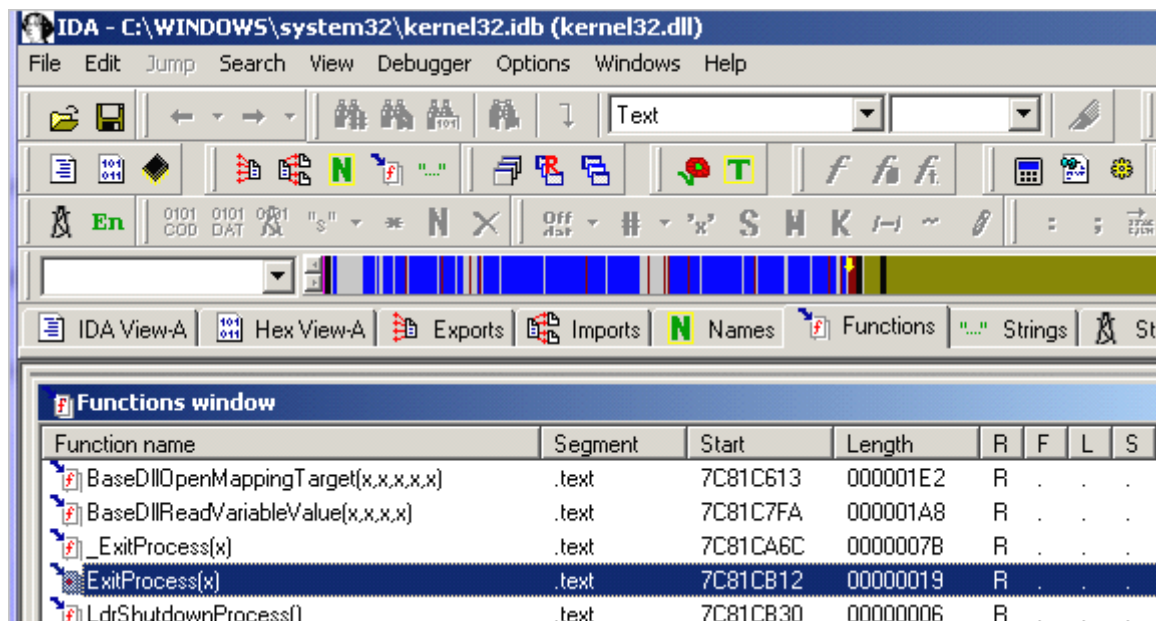 IDA - C:\WINDOWS\system32\kernel32.idb (kernel32.dll)
File Edit Jump Search View Debugger Options Windows Help
Text
En 0101 COD 0101 DAT "s" * N X Off # 'x' S M K ~ : ;
IDA View-A Hex View-A Exports Imports N Names Functions "..." Strings St
Functions window
Function name Segment Start Length R F L S
BaseDllOpenMappingTarget(x,x,x,x,x) .text 7C81C613 000001E2 R . . .
BaseDllReadVariableValue(x,x,x,x) .text 7C81C7FA 000001A8 R . . .
_ExitProcess(x) .text 7C81CA6C 0000007B R . . .
ExitProcess(x) .text 7C81CB12 00000019 R . . .
LdrShutdownProcess() .text 7C81CB30 00000006 R . . .